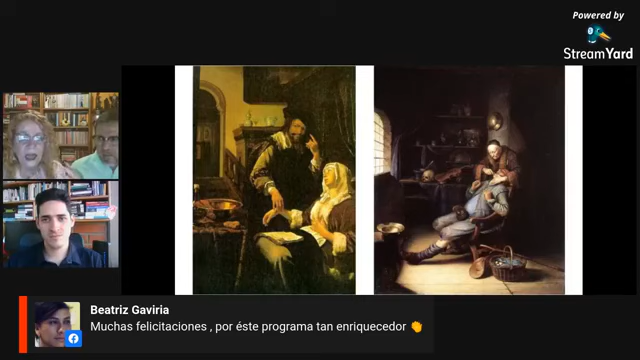 Powered by
StreamYard
Beatriz Gaviria
Muchas felicitaciones , por éste programa tan enriquecedor 👏